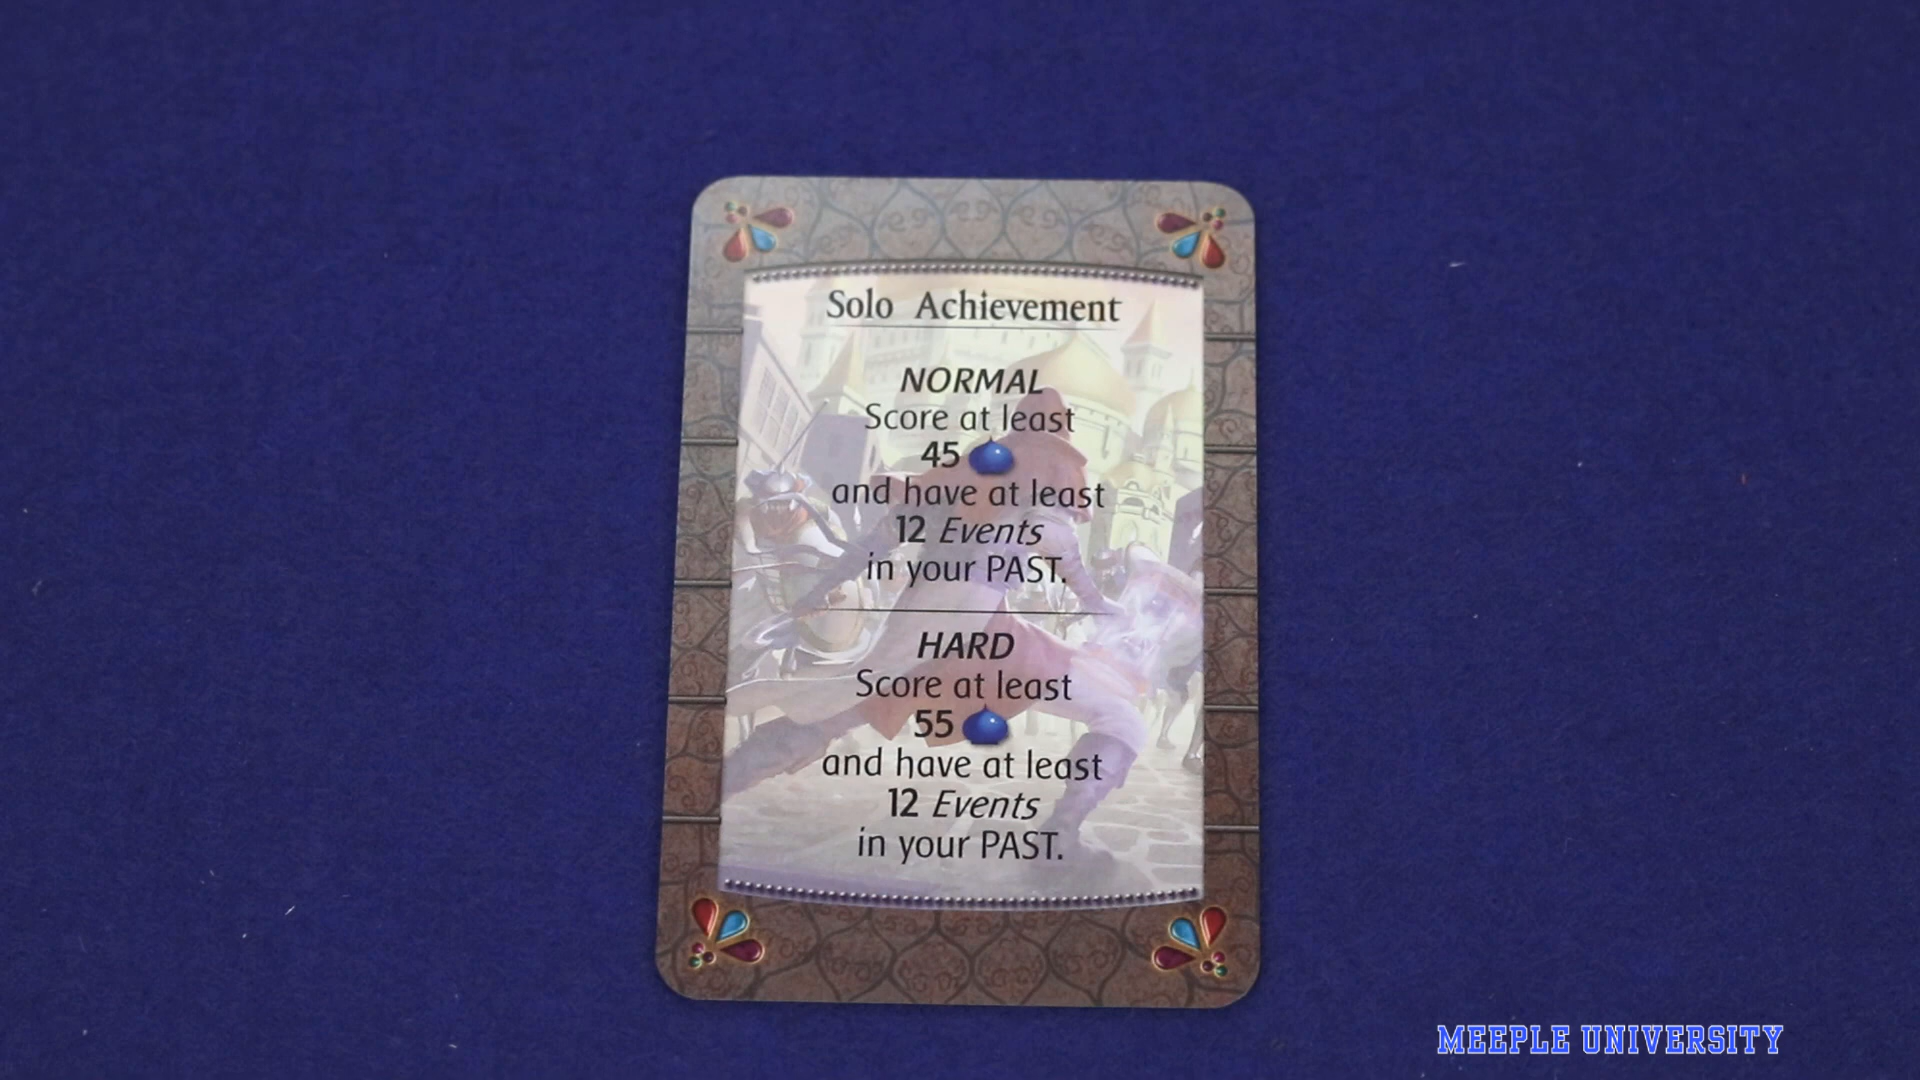 Solo Achievement
NORMAL
Score at least
45
and have at least
12 Events
in your PAST.
HARD
Score at least
55
and have at least
12 Events
in your PAST.
MEEPLE UNIVERSITY